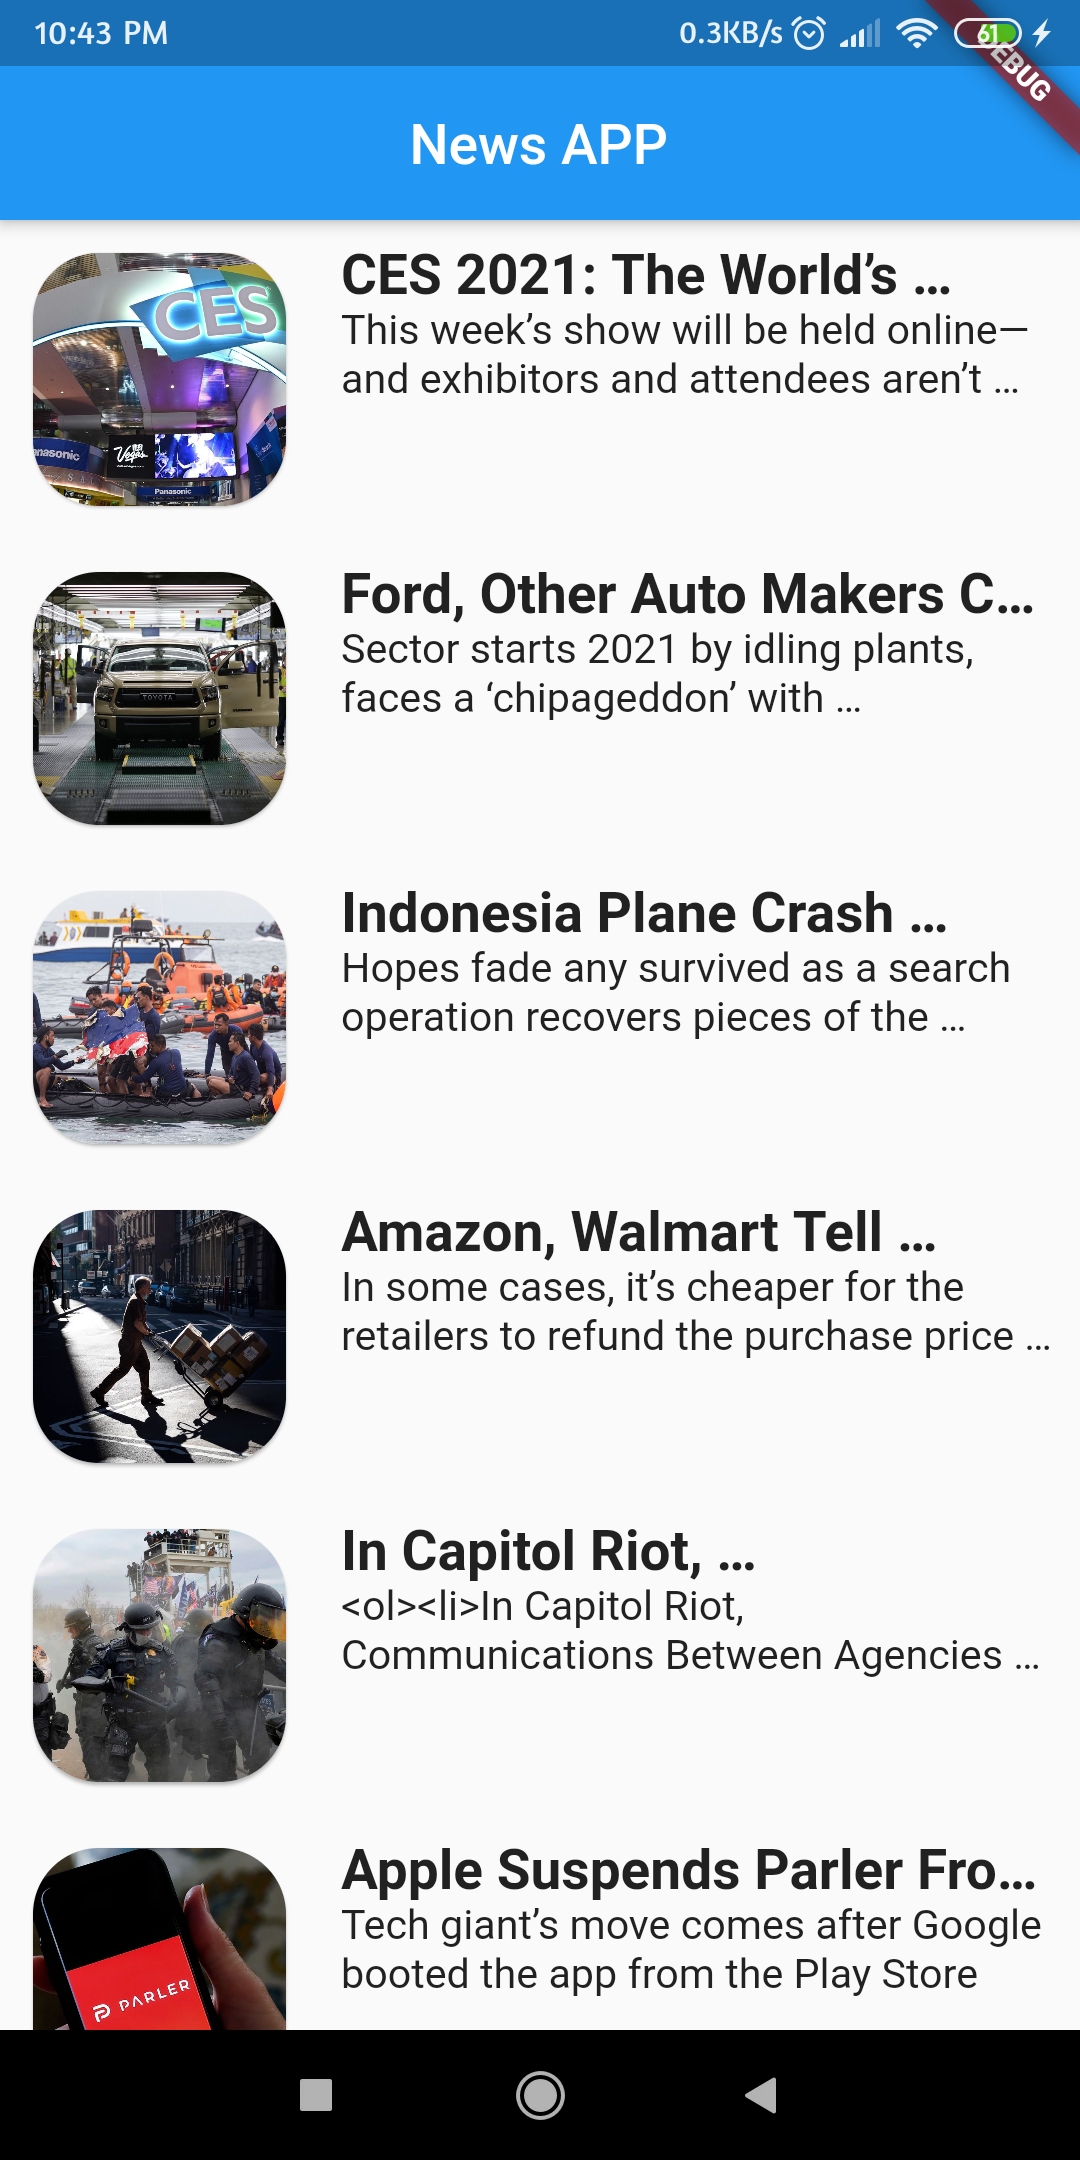 10:43 PM
0.3KB/s
61
DEBUG
News APP
CES
Panasonic
Vegas
Panasonic
CES 2021: The World’s ...
This week’s show will be held online—
and exhibitors and attendees aren’t ...
TOYOTA
Ford, Other Auto Makers C...
Sector starts 2021 by idling plants,
faces a ‘chipageddon’ with ...
Indonesia Plane Crash ...
Hopes fade any survived as a search
operation recovers pieces of the ...
Amazon, Walmart Tell ...
In some cases, it’s cheaper for the
retailers to refund the purchase price ...
In Capitol Riot, ...
<ol><li>In Capitol Riot,
Communications Between Agencies ...
PARLER
Apple Suspends Parler Fro...
Tech giant’s move comes after Google
booted the app from the Play Store